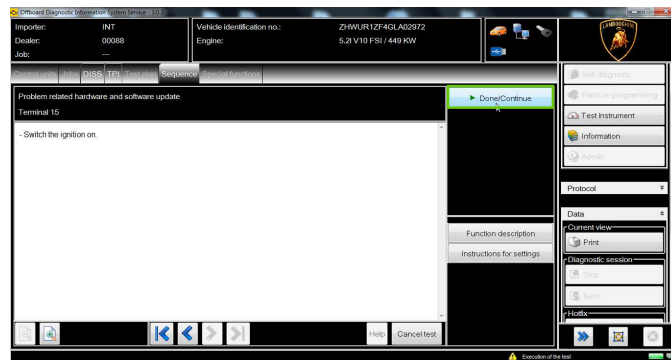 Offboard Diagnostic Information System Service - 3.0.1
Importer: INT
Dealer: 00088
Job: ---
Vehicle identification no.: ZHWUR1ZF4GLA02972
Engine: 5.2l V10 FSI / 449 KW
LAMBORGHINI
Control units Jobs DISS TPI Test plan Sequence Special functions
Problem related hardware and software update
Terminal 15
- Switch the ignition on.
Done/Continue
Function description
Instructions for settings
Help
Cancel test
Self-diagnosis
Flash re-programming
Test instrument
Information
Admin
Protocol
Data
Current view
Print
Diagnostic session
Stop
Next
Hotfix
Execution of the test